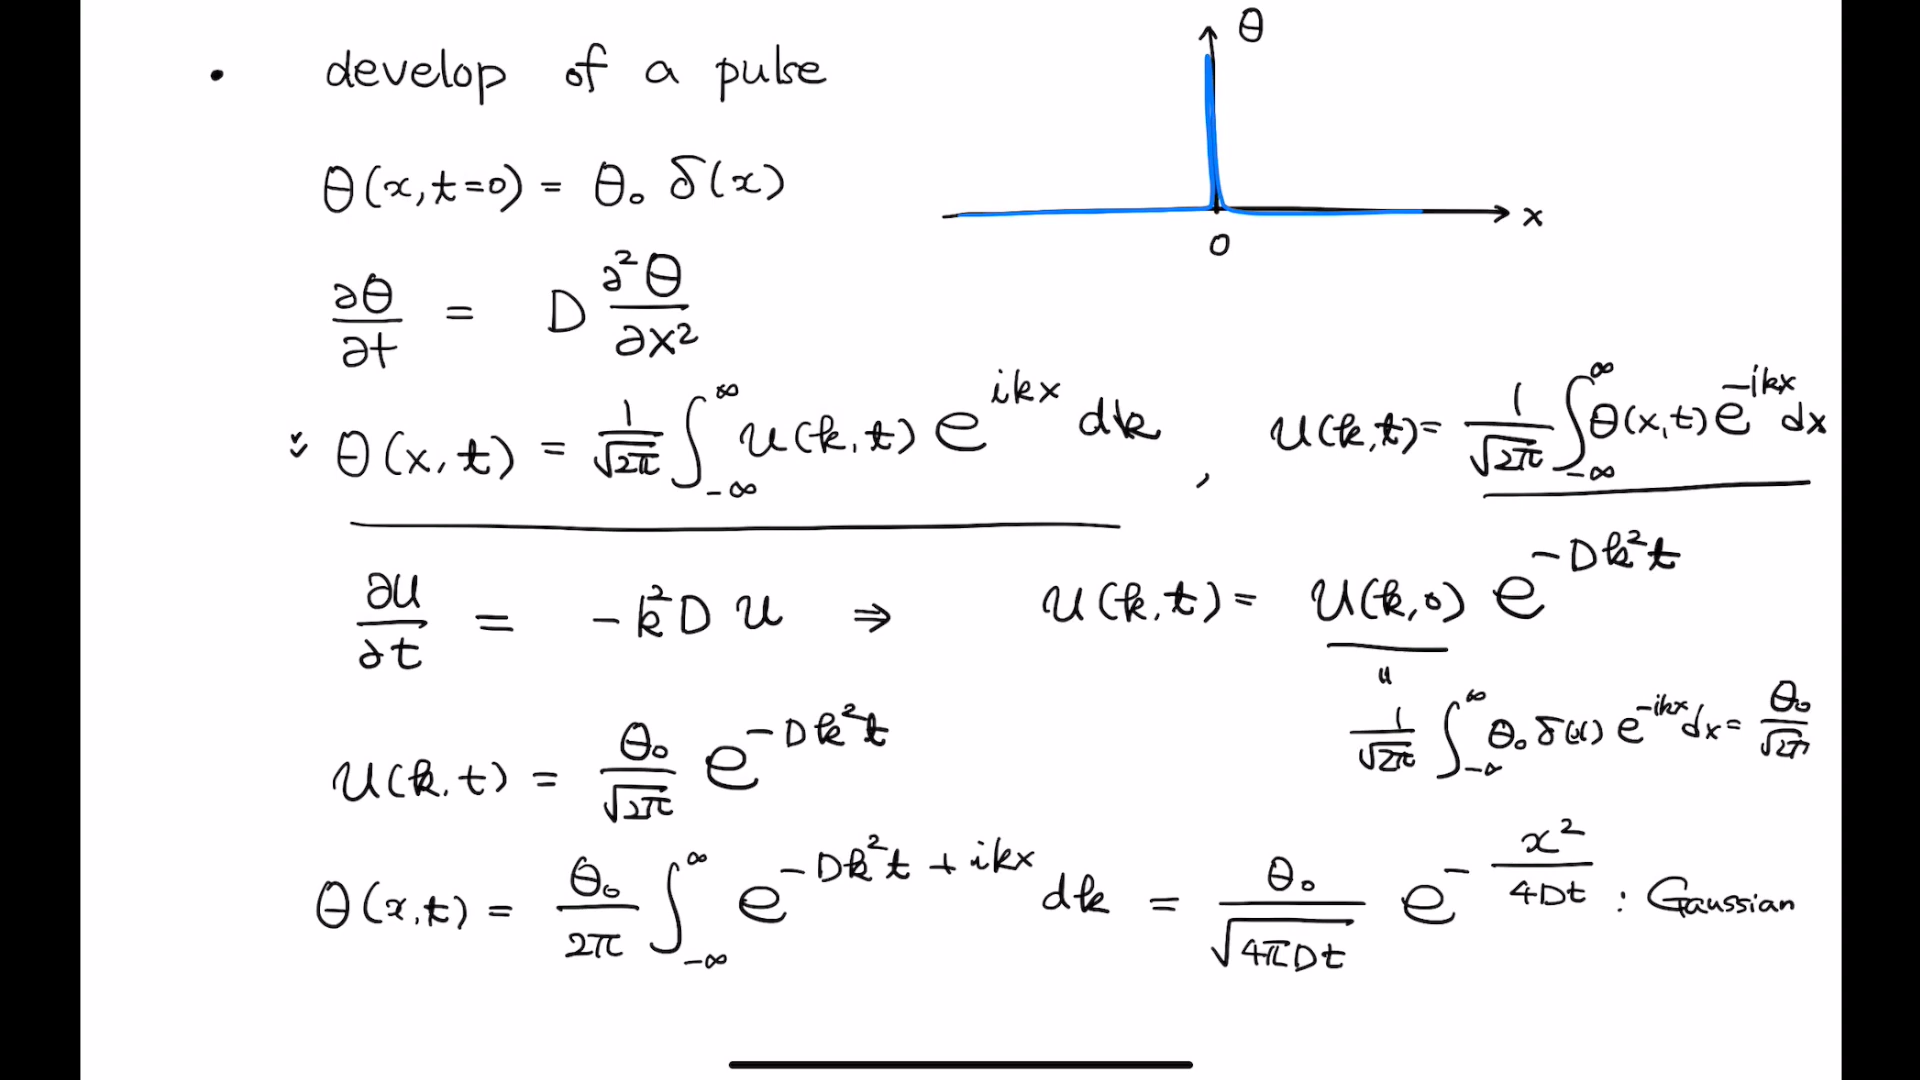 • develop of a pulse
θ
x
0
θ(x,t=0) = θ₀ δ(x)
∂θ/∂t = D ∂²θ/∂x²
θ(x,t) = 1/√2π ∫_{-∞}^{∞} u(k,t) e^{ikx} dk , u(k,t) = 1/√2π ∫_{-∞}^{∞} θ(x,t) e^{-ikx} dx
∂u/∂t = -k²D u ⇒ u(k,t) = u(k,0) e^{-Dk²t}
" 1/√2π ∫_{-∞}^{∞} θ₀ δ(x) e^{-ikx} dx = θ₀/√2π
u(k,t) = θ₀/√2π e^{-Dk²t}
θ(x,t) = θ₀/2π ∫_{-∞}^{∞} e^{-Dk²t + ikx} dk = θ₀/√4πDt e^{-x²/4Dt} : Gaussian